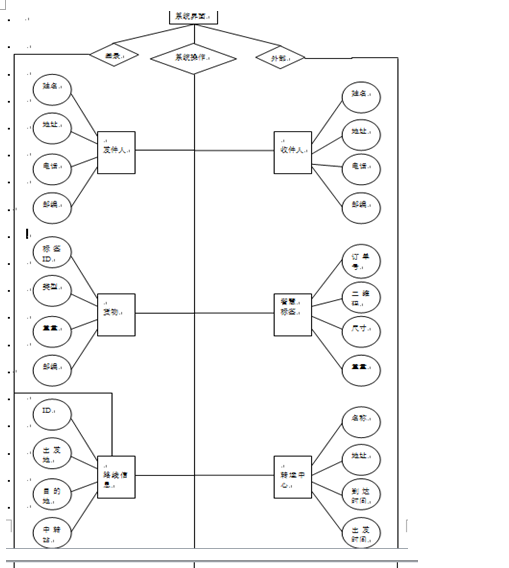 系统界面
登录
系统操作
外部
姓名
地址
电话
邮编
发件人
收件人
姓名
地址
电话
邮编
标签
ID
类型
重量
邮编
货物
智慧
标签
订单
号
二维
码
尺寸
重量
ID
出发
地
目的
地
中转
站
路线信
息
转运中
心
名称
地址
到达
时间
出发
时间